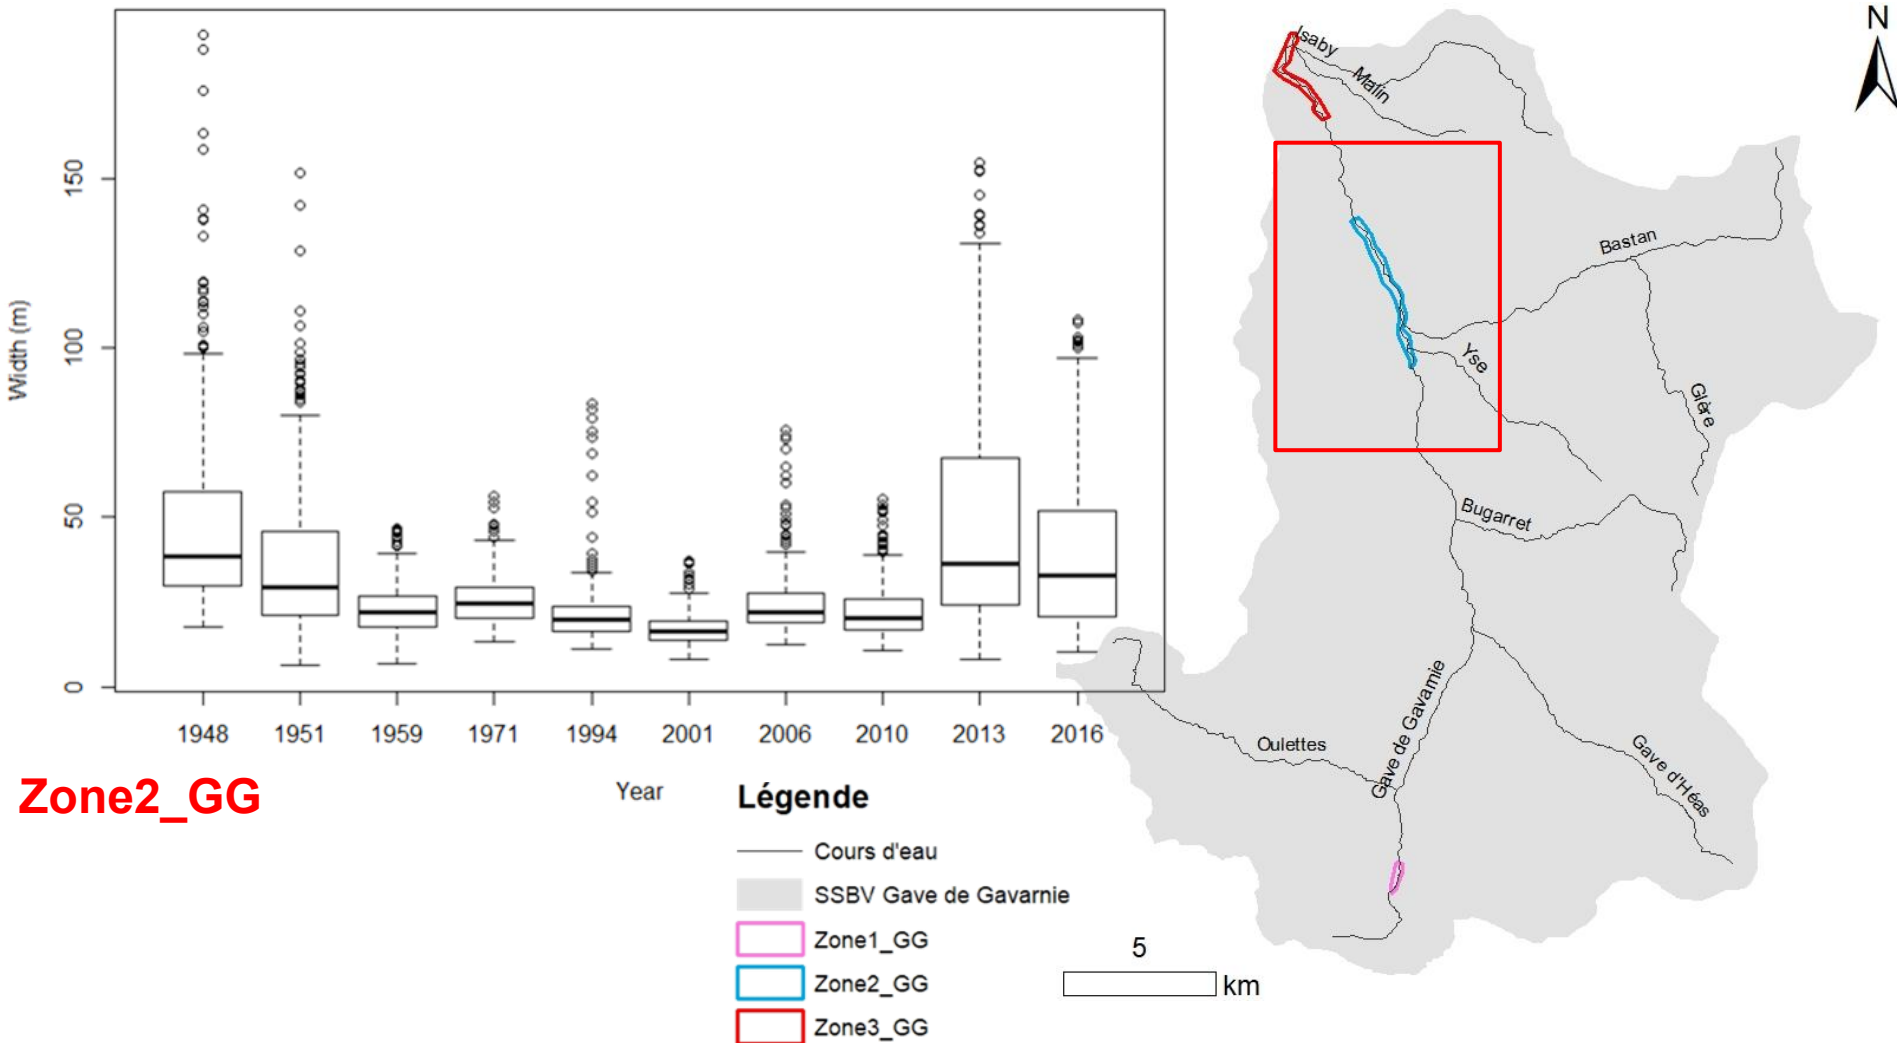 150
100
50
0
Width (m)
1948 1951 1959 1971 1994 2001 2006 2010 2013 2016
Year
Zone2_GG
Légende
Cours d'eau
SSBV Gave de Gavarnie
Zone1_GG
Zone2_GG
Zone3_GG
5
km
N
Isaby
Malin
Bastan
Yse
Glère
Bugarret
Gave de Gavarnie
Oulettes
Gave d'Héas